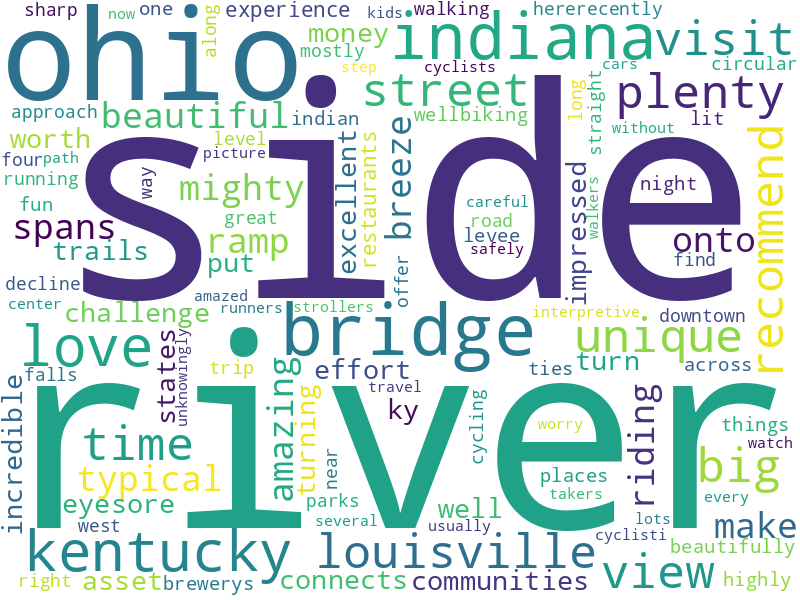 sharp now one along experience kids walking hererecently
ohio money mostly indiana visit
step cyclists cars circular
street plenty
approach beautiful indian wellbiking long straight lit
side
worth level excellent restaurants breeze without recommend
four path picture
running way mighty impressed walkers night
fun great careful
spans ramp road onto
trails put levee safely find
decline offer
center amazed runners strollers interpretive downtown
challenge
love states unknowingly bridge unique
falls trip effort ties turn across
incredible time amazing turning travel ky cycling riding things
river
worry watch
typical near places big
eyesore parks well takers every
west several usually lots make
kentucky louisville cyclisti beautifully
right asset brewerys connects communities view highly